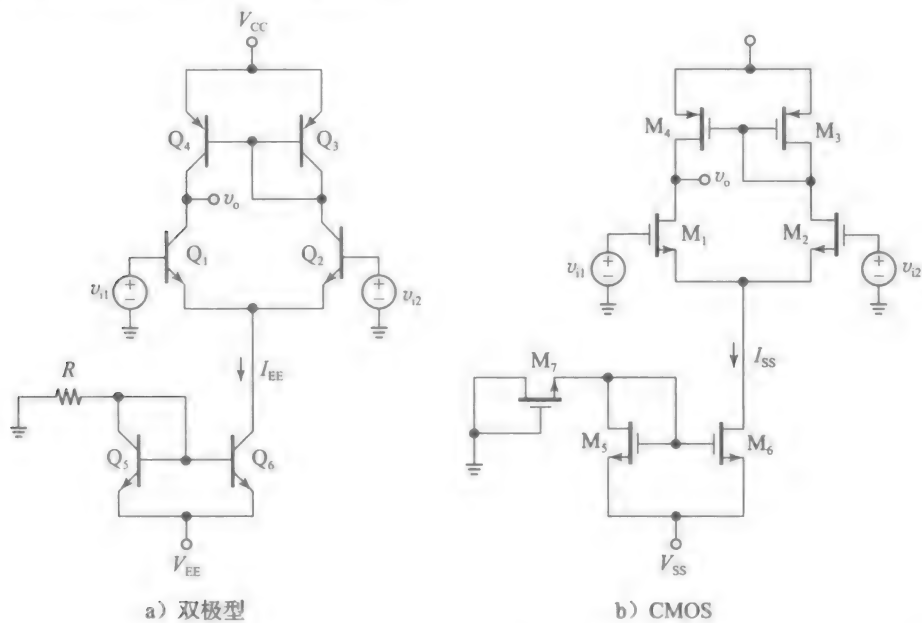 V_CC
Q_4
Q_3
v_o
Q_1
Q_2
v_i1
+
−
+
−
v_i2
R
I_EE
Q_5
Q_6
V_EE
a）双极型
M_4
M_3
v_o
M_1
M_2
v_i1
+
−
+
−
v_i2
M_7
I_SS
M_5
M_6
V_SS
b）CMOS